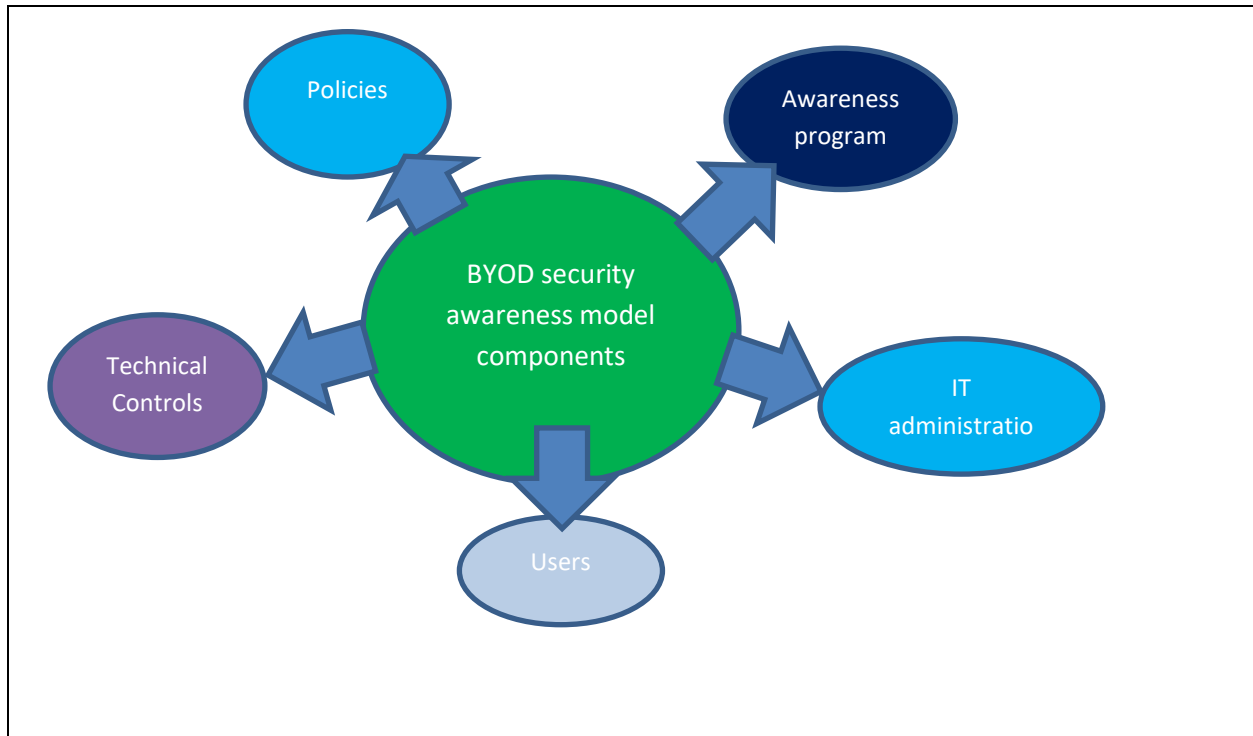 Policies
Awareness
program
BYOD security
awareness model
components
Technical
Controls
IT
administratio
Users